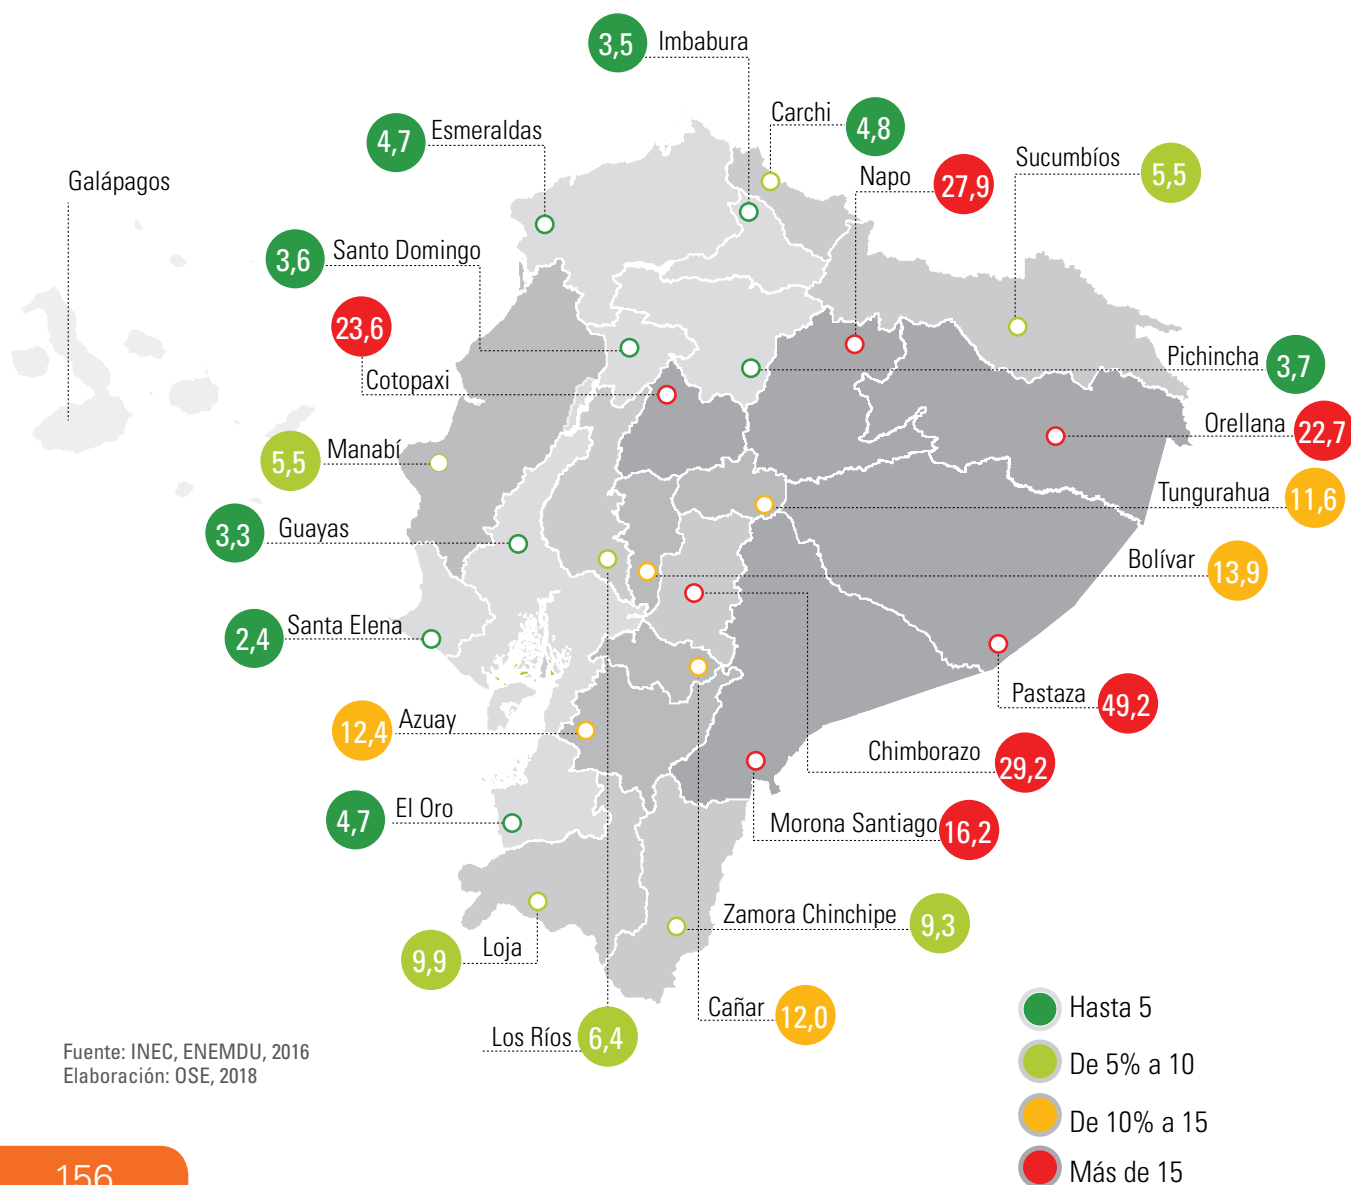 3,5 Imbabura
Carchi 4,8
4,7 Esmeraldas
Sucumbíos 5,5
Napo 27,9
Galápagos
3,6 Santo Domingo
23,6
Cotopaxi
Pichincha 3,7
Orellana 22,7
5,5 Manabí
Tungurahua 11,6
3,3 Guayas
Bolívar 13,9
2,4 Santa Elena
Pastaza 49,2
12,4 Azuay
Chimborazo 29,2
4,7 El Oro
Morona Santiago 16,2
Zamora Chinchipe 9,3
9,9 Loja
Cañar 12,0
Los Ríos 6,4
Hasta 5
De 5% a 10
De 10% a 15
Más de 15
Fuente: INEC, ENEMDU, 2016
Elaboración: OSE, 2018
156